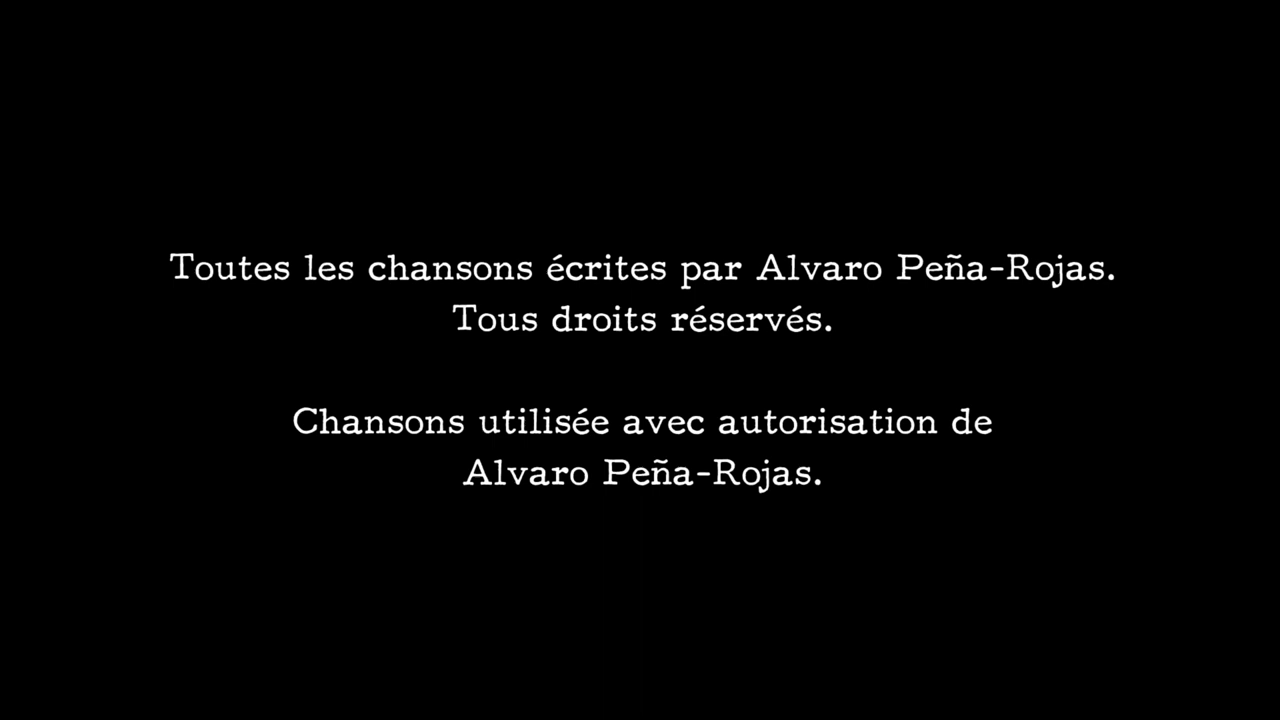 Toutes les chansons écrites par Alvaro Peña-Rojas.
Tous droits réservés.
Chansons utilisée avec autorisation de
Alvaro Peña-Rojas.